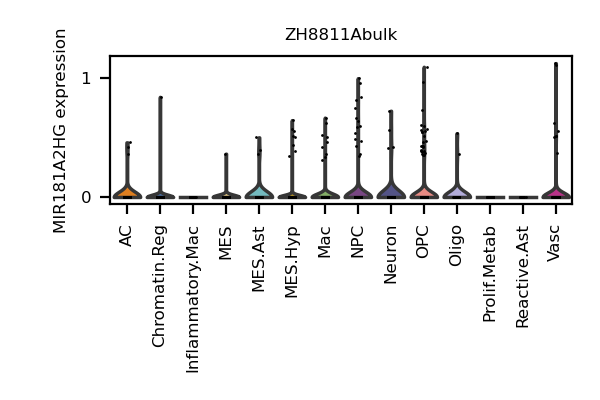 ZH8811Abulk
MIR181A2HG expression
1
0
AC
Chromatin.Reg
Inflammatory.Mac
MES
MES.Ast
MES.Hyp
Mac
NPC
Neuron
OPC
Oligo
Prolif.Metab
Reactive.Ast
Vasc